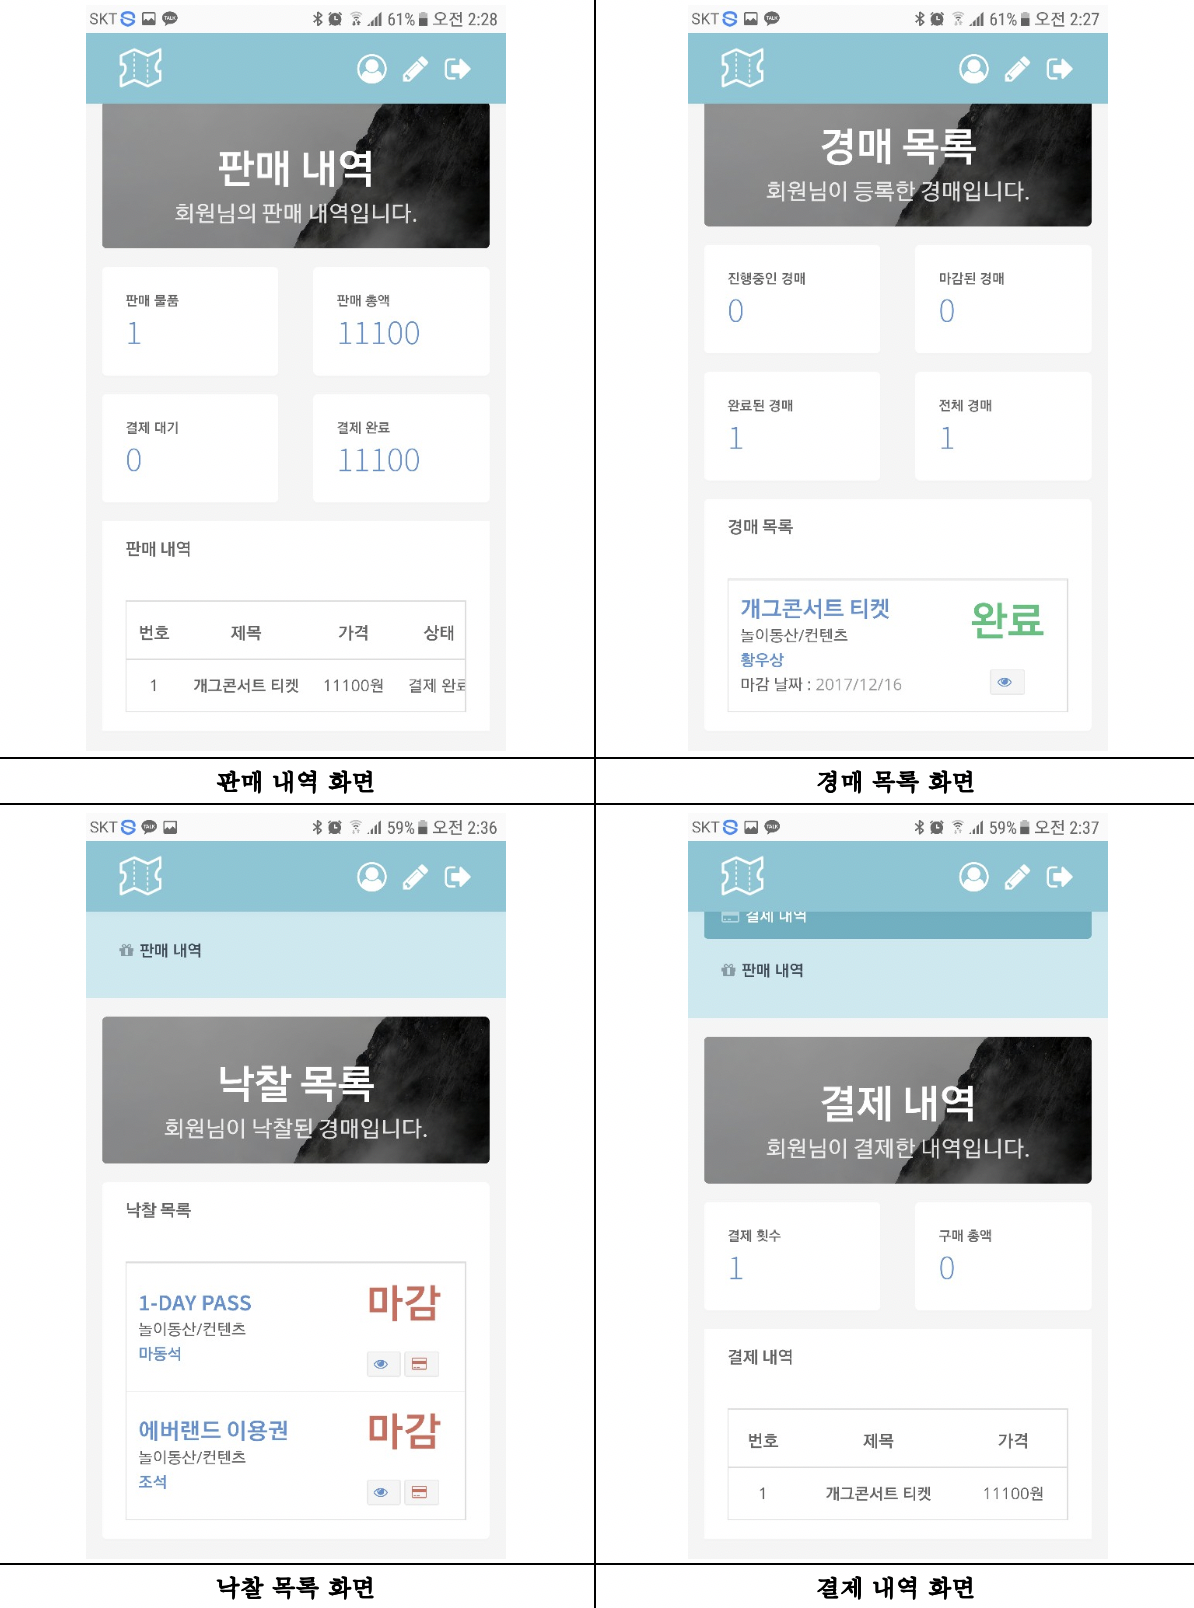 SKT 61% 오전 2:28
판매 내역
회원님의 판매 내역입니다.
판매 물품
1
판매 총액
11100
결제 대기
0
결제 완료
11100
판매 내역
번호 제목 가격 상태
1 개그콘서트 티켓 11100원 결제 완료
판매 내역 화면
SKT TALK 61% 오전 2:27
경매 목록
회원님이 등록한 경매입니다.
진행중인 경매
0
마감된 경매
0
완료된 경매
1
전체 경매
1
경매 목록
개그콘서트 티켓 완료
놀이동산/컨텐츠
황우상
마감 날짜 : 2017/12/16
경매 목록 화면
SKT TALK 59% 오전 2:36
판매 내역
낙찰 목록
회원님이 낙찰된 경매입니다.
낙찰 목록
1-DAY PASS 마감
놀이동산/컨텐츠
마동석
에버랜드 이용권 마감
놀이동산/컨텐츠
조석
낙찰 목록 화면
SKT TALK 59% 오전 2:37
결제 내역
판매 내역
결제 내역
회원님이 결제한 내역입니다.
결제 횟수
1
구매 총액
0
결제 내역
번호 제목 가격
1 개그콘서트 티켓 11100원
결제 내역 화면